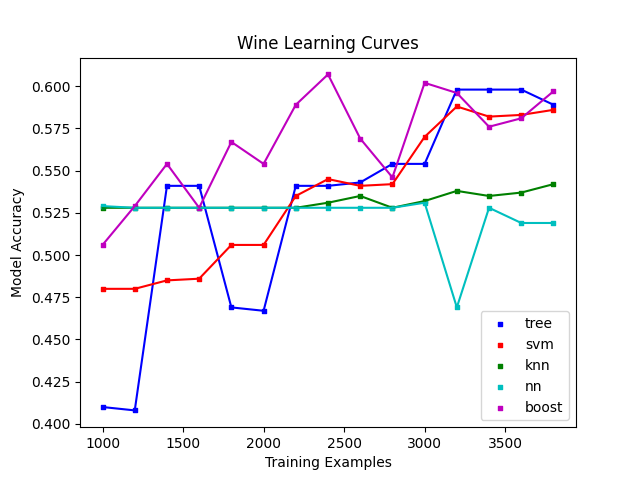 Wine Learning Curves
Model Accuracy
0.600
0.575
0.550
0.525
0.500
0.475
0.450
0.425
0.400
tree
svm
knn
nn
boost
1000 1500 2000 2500 3000 3500
Training Examples